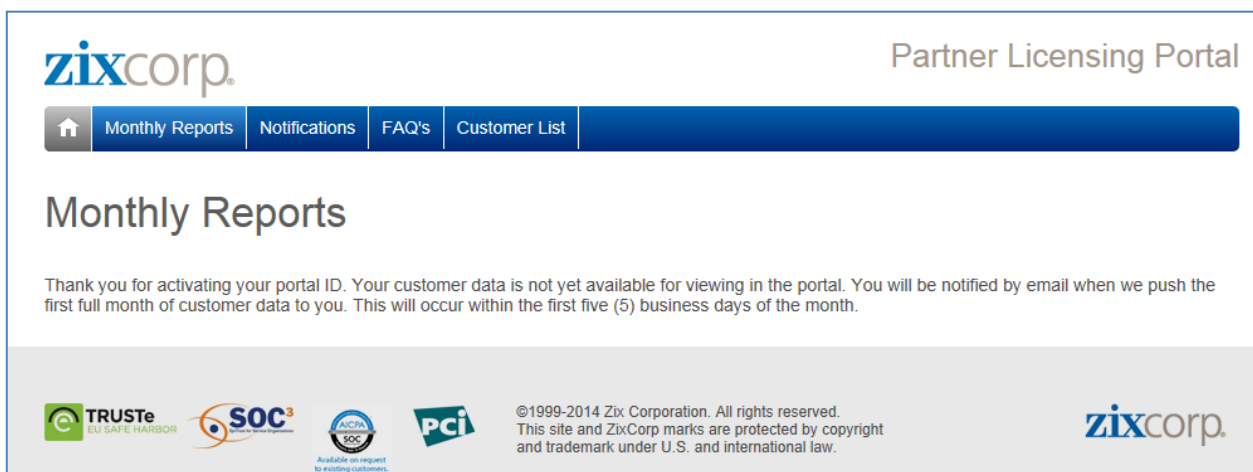 zixcorp.
Partner Licensing Portal
Monthly Reports
Notifications
FAQ's
Customer List
Monthly Reports
Thank you for activating your portal ID. Your customer data is not yet available for viewing in the portal. You will be notified by email when we push the
first full month of customer data to you. This will occur within the first five (5) business days of the month.
TRUSTe
EU SAFE HARBOR
SOC3
AICPA
SOC
Available on request
to existing customers.
PCi
©1999-2014 Zix Corporation. All rights reserved.
This site and ZixCorp marks are protected by copyright
and trademark under U.S. and international law.
zixcorp.